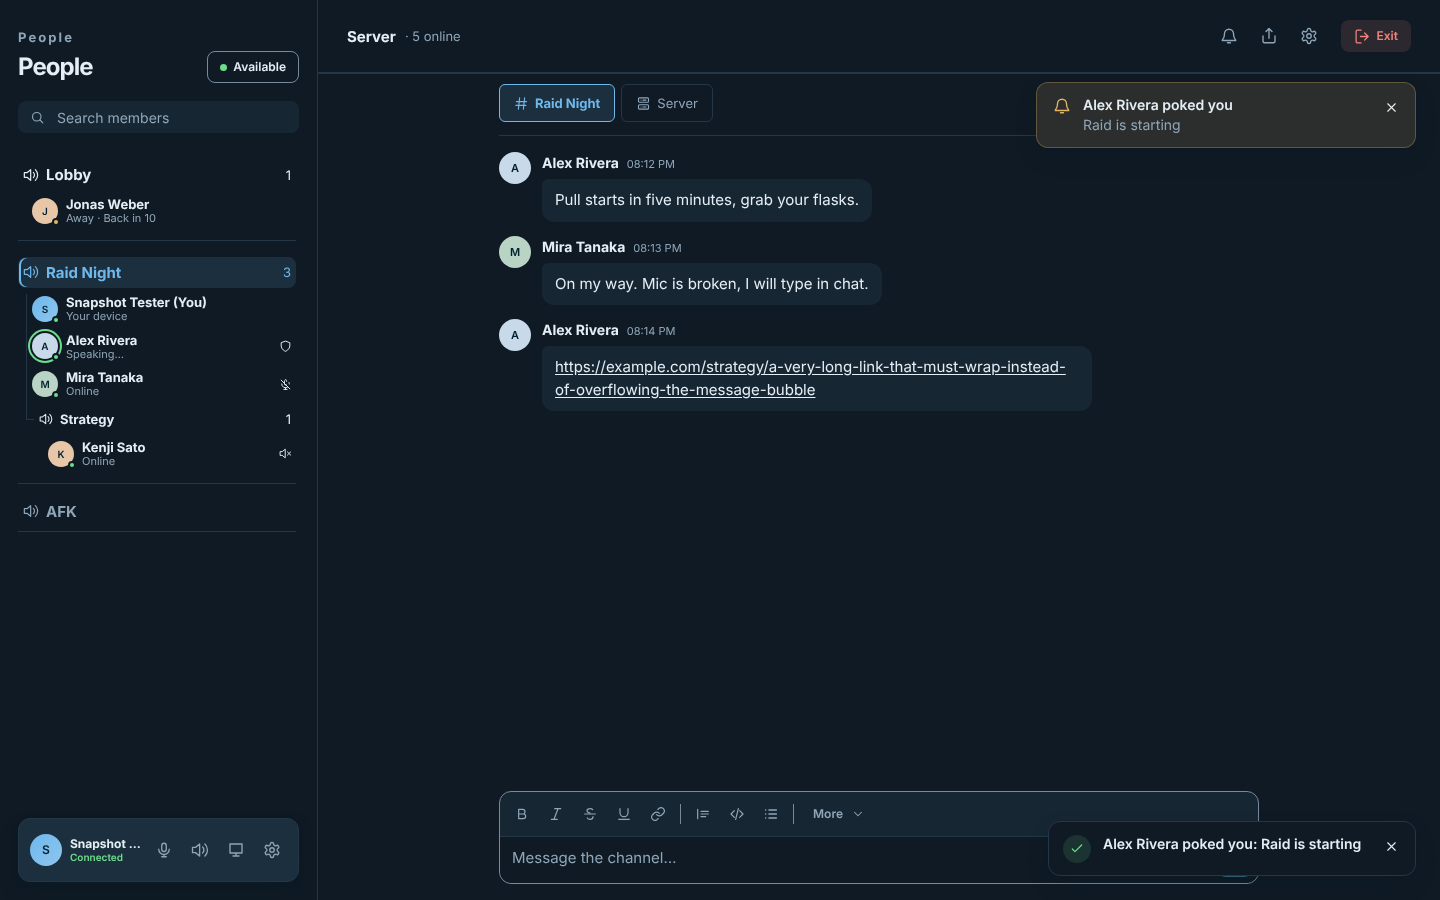 People
People
Available
Search members
Lobby
1
J
Jonas Weber
Away · Back in 10
Raid Night
3
S
Snapshot Tester (You)
Your device
A
Alex Rivera
Speaking...
M
Mira Tanaka
Online
Strategy
1
K
Kenji Sato
Online
AFK
S
Snapshot ...
Connected
Server · 5 online
Exit
Raid Night
Server
Alex Rivera poked you
Raid is starting
A
Alex Rivera 08:12 PM
Pull starts in five minutes, grab your flasks.
M
Mira Tanaka 08:13 PM
On my way. Mic is broken, I will type in chat.
A
Alex Rivera 08:14 PM
https://example.com/strategy/a-very-long-link-that-must-wrap-instead-
of-overflowing-the-message-bubble
B I S U More
Message the channel...
Alex Rivera poked you: Raid is starting